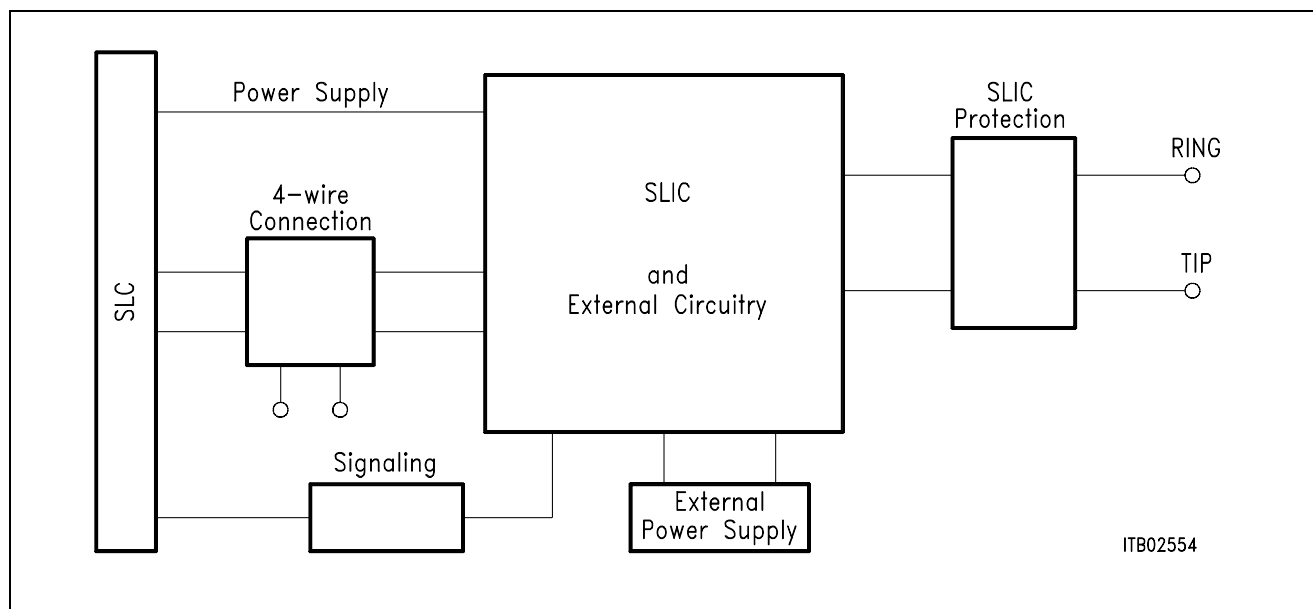 Power Supply
SLIC
Protection
RING
4-wire
Connection
SLIC
and
External Circuitry
TIP
SLC
Signaling
External
Power Supply
ITB02554